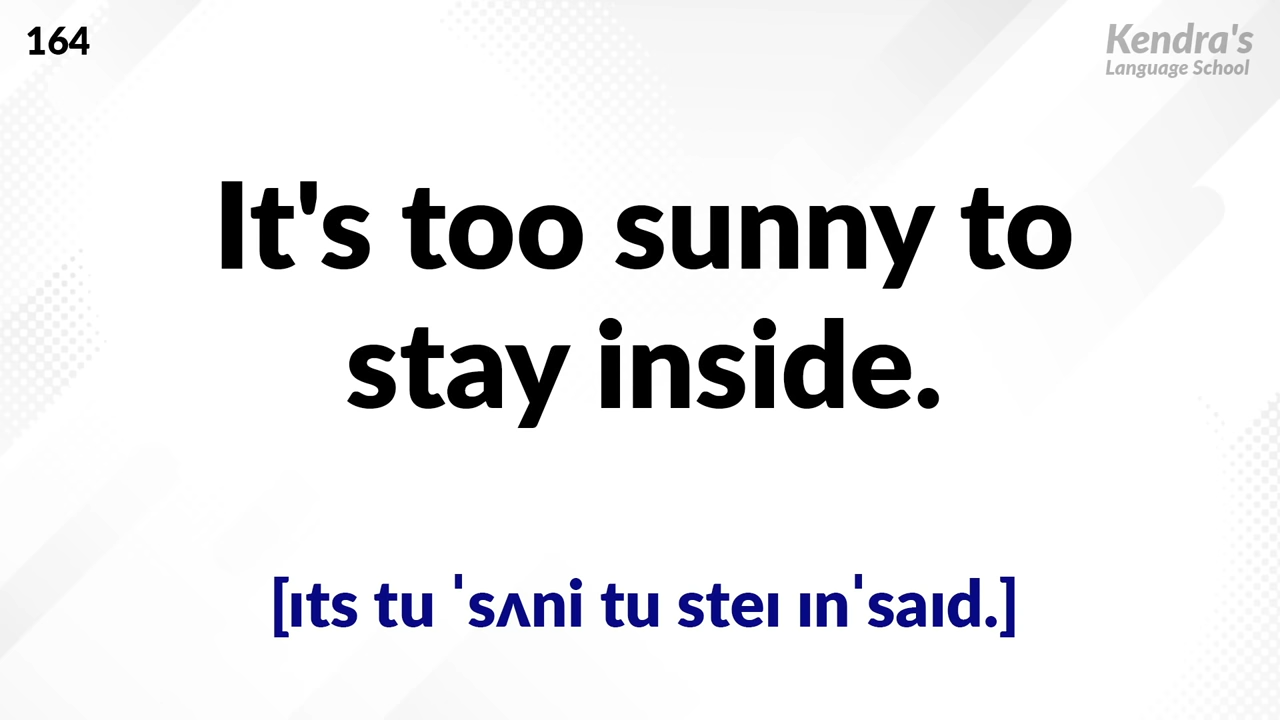 164
Kendra's
Language School
It's too sunny to
stay inside.
[ɪts tu ˈsʌni tu steɪ ɪnˈsaɪd.]